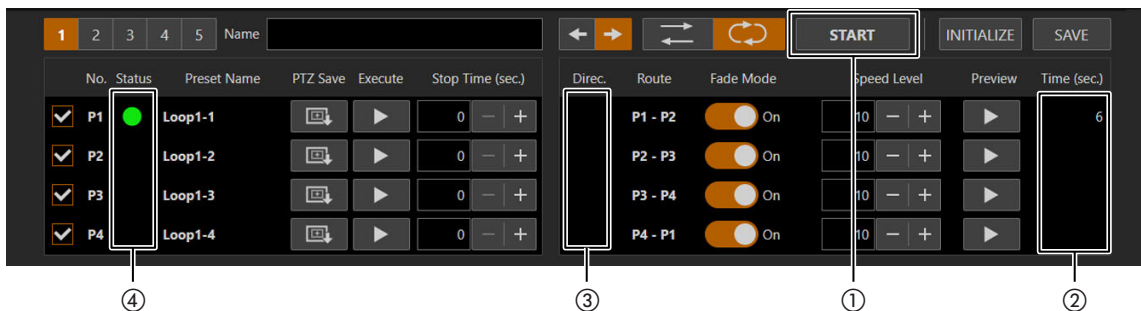 1 2 3 4 5 Name START INITIALIZE SAVE
No. Status Preset Name PTZ Save Execute Stop Time (sec.) Direc. Route Fade Mode Speed Level Preview Time (sec.)
P1 Loop1-1 0 − + P1 - P2 On 10 − + 6
P2 Loop1-2 0 − + P2 - P3 On 10 − +
P3 Loop1-3 0 − + P3 - P4 On 10 − +
P4 Loop1-4 0 − + P4 - P1 On 10 − +
④ ③ ① ②